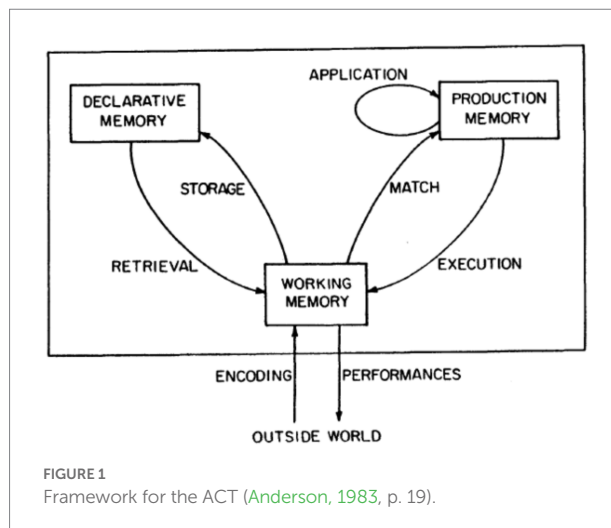 APPLICATION
DECLARATIVE
MEMORY
PRODUCTION
MEMORY
STORAGE
MATCH
RETRIEVAL
WORKING
MEMORY
EXECUTION
ENCODING
PERFORMANCES
OUTSIDE WORLD
FIGURE 1
Framework for the ACT (Anderson, 1983, p. 19).